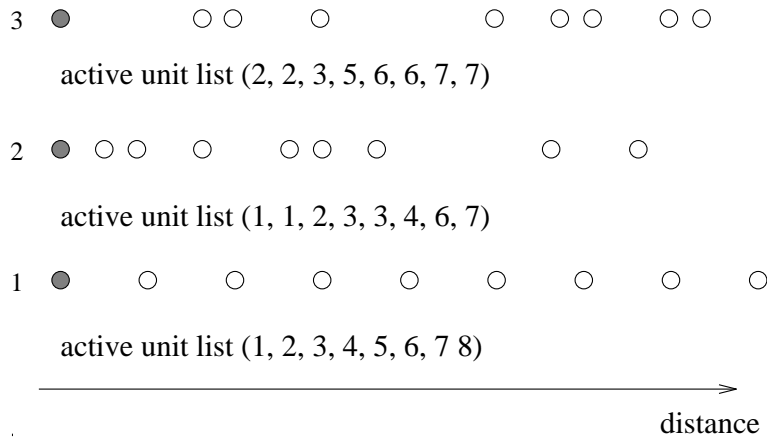 3
active unit list (2, 2, 3, 5, 6, 6, 7, 7)
2
active unit list (1, 1, 2, 3, 3, 4, 6, 7)
1
active unit list (1, 2, 3, 4, 5, 6, 7 8)
distance